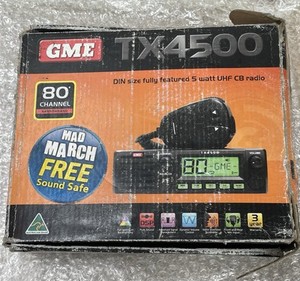 GME
TX4500
DIN size fully featured 5 watt UHF CB radio
80
CHANNEL
MAD
MARCH
FREE
Sound Safe
80
GME
3